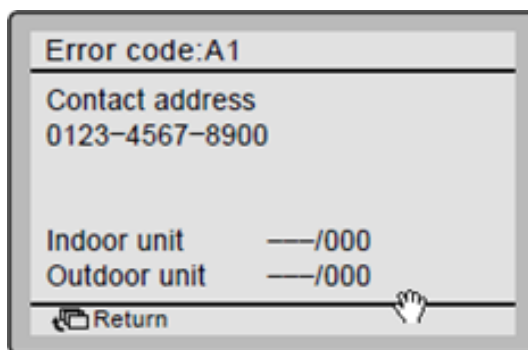 Error code:A1
Contact address
0123-4567-8900
Indoor unit ---/000
Outdoor unit ---/000
Return